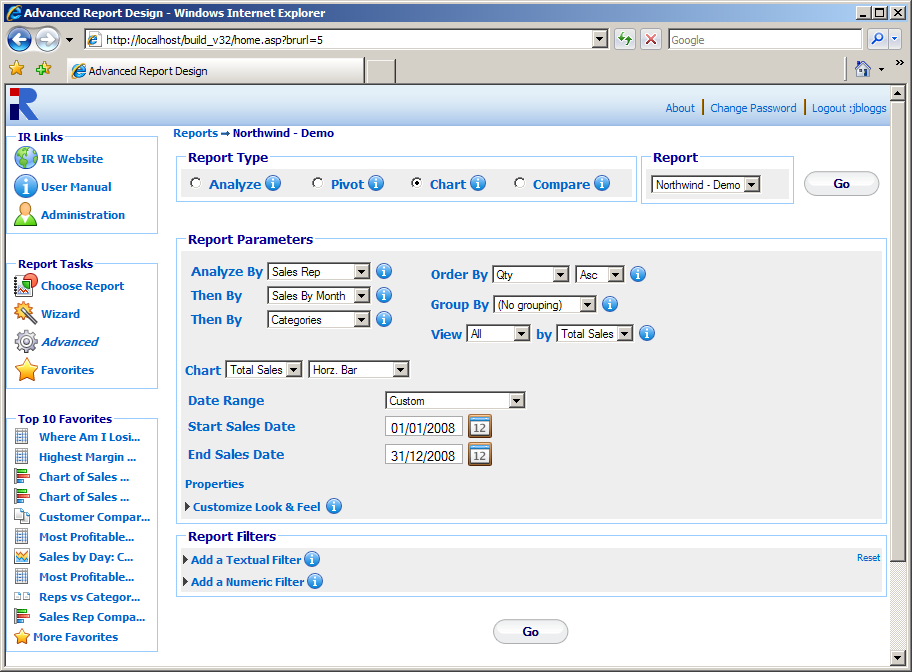 Advanced Report Design - Windows Internet Explorer
http://localhost/build_v32/home.asp?brurl=5
Google
Advanced Report Design
R
About Change Password Logout :jbloggs
IR Links
IR Website
User Manual
Administration
Report Tasks
Choose Report
Wizard
Advanced
Favorites
Top 10 Favorites
Where Am I Losi...
Highest Margin ...
Chart of Sales ...
Chart of Sales ...
Customer Compar...
Most Profitable...
Sales by Day: C...
Most Profitable...
Reps vs Categor...
Sales Rep Compa...
More Favorites
Reports → Northwind - Demo
Report Type
Analyze Pivot Chart Compare
Report
Northwind - Demo
Go
Report Parameters
Analyze By Sales Rep
Then By Sales By Month
Then By Categories
Order By Qty Asc
Group By (No grouping)
View All by Total Sales
Chart Total Sales Horz. Bar
Date Range Custom
Start Sales Date 01/01/2008 12
End Sales Date 31/12/2008 12
Properties
Customize Look & Feel
Report Filters
Add a Textual Filter
Reset
Add a Numeric Filter
Go